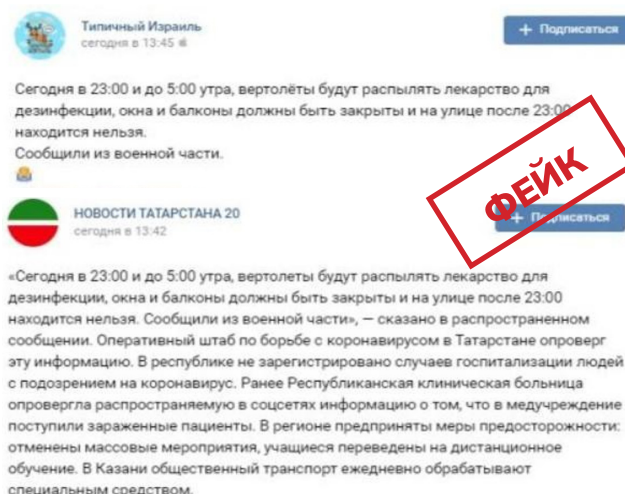 Типичный Израиль
сегодня в 13:45
+ Подписаться
Сегодня в 23:00 и до 5:00 утра, вертолёты будут распылять лекарство для
дезинфекции, окна и балконы должны быть закрыты и на улице после 23:00
находится нельзя.
Сообщили из военной части.
ФЕЙК
НОВОСТИ ТАТАРСТАНА 20
сегодня в 13:42
+ Подписаться
«Сегодня в 23:00 и до 5:00 утра, вертолеты будут распылять лекарство для
дезинфекции, окна и балконы должны быть закрыты и на улице после 23:00
находится нельзя. Сообщили из военной части», — сказано в распространенном
сообщении. Оперативный штаб по борьбе с коронавирусом в Татарстане опроверг
эту информацию. В республике не зарегистрировано случаев госпитализации людей
с подозрением на коронавирус. Ранее Республиканская клиническая больница
опровергла распространяемую в соцсетях информацию о том, что в медучреждение
поступили зараженные пациенты. В регионе предприняты меры предосторожности:
отменены массовые мероприятия, учащиеся переведены на дистанционное
обучение. В Казани общественный транспорт ежедневно обрабатывают
специальным средством.